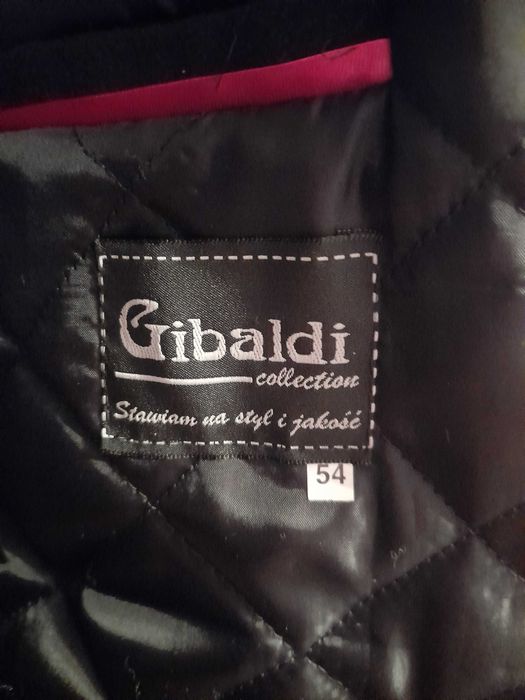 Gibaldi
collection
Stawiam na styl i jakość
54